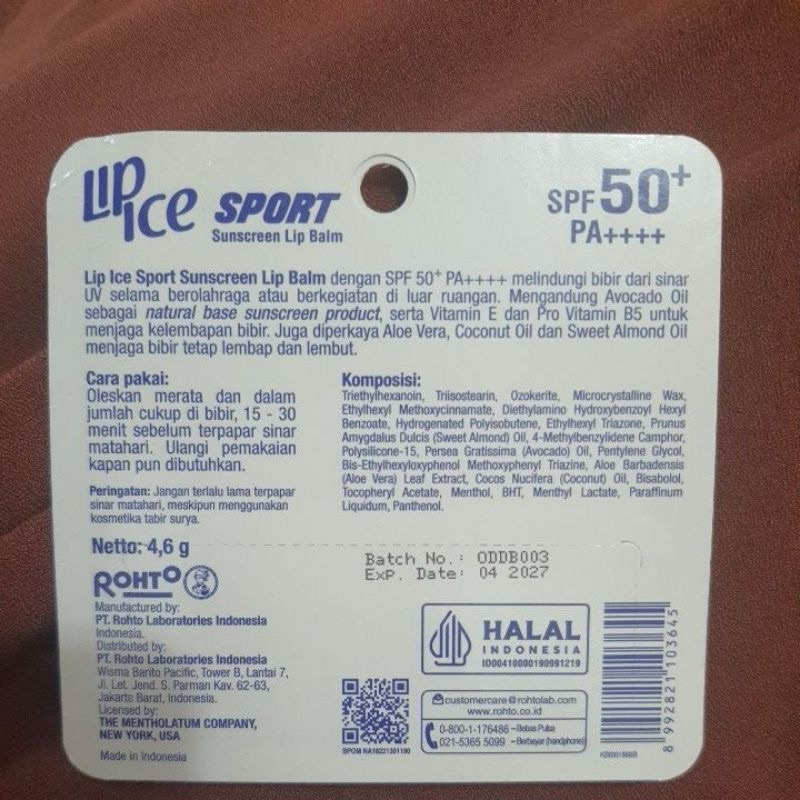 Lip Ice SPORT
Sunscreen Lip Balm
SPF 50+
PA++++
Lip Ice Sport Sunscreen Lip Balm dengan SPF 50+ PA++++ melindungi bibir dari sinar
UV selama berolahraga atau berkegiatan di luar ruangan. Mengandung Avocado Oil
sebagai natural base sunscreen product, serta Vitamin E dan Pro Vitamin B5 untuk
menjaga kelembapan bibir. Juga diperkaya Aloe Vera, Coconut Oil dan Sweet Almond Oil
menjaga bibir tetap lembap dan lembut.
Cara pakai:
Oleskan merata dan dalam
jumlah cukup di bibir, 15 - 30
menit sebelum terpapar sinar
matahari. Ulangi pemakaian
kapan pun dibutuhkan.
Peringatan: Jangan terlalu lama terpapar
sinar matahari, meskipun menggunakan
kosmetika tabir surya.
Komposisi:
Triethylhexanoin, Triisostearin, Ozokerite, Microcrystalline Wax,
Ethylhexyl Methoxycinnamate, Diethylamino Hydroxybenzoyl Hexyl
Benzoate, Hydrogenated Polyisobutene, Ethylhexyl Triazone, Prunus
Amygdalus Dulcis (Sweet Almond) Oil, 4-Methylbenzylidene Camphor,
Polysilicone-15, Persea Gratissima (Avocado) Oil, Pentylene Glycol,
Bis-Ethylhexyloxyphenol Methoxyphenyl Triazine, Aloe Barbadensis
(Aloe Vera) Leaf Extract, Cocos Nucifera (Coconut) Oil, Bisabolol,
Tocopheryl Acetate, Menthol, BHT, Menthyl Lactate, Paraffinum
Liquidum, Panthenol.
Netto: 4,6 g
Batch No.: ODDB003
Exp. Date: 04 2027
ROHTO
Manufactured by:
PT. Rohto Laboratories Indonesia
Indonesia.
Distributed by:
PT. Rohto Laboratories Indonesia
Wisma Barito Pacific, Tower B, Lantai 7,
Jl. Let. Jend. S. Parman Kav. 62-63,
Jakarta Barat, Indonesia.
Licensed by:
THE MENTHOLATUM COMPANY,
NEW YORK, USA
Made in Indonesia
BPOM NA18221301190
HALAL
INDONESIA
ID00410000190991219
customercare@rohtolab.com
www.rohto.co.id
0-800-1-176486 - Bebas Pulsa
021-5365 5099 - Berbayar (handphone)
8 992821 103645